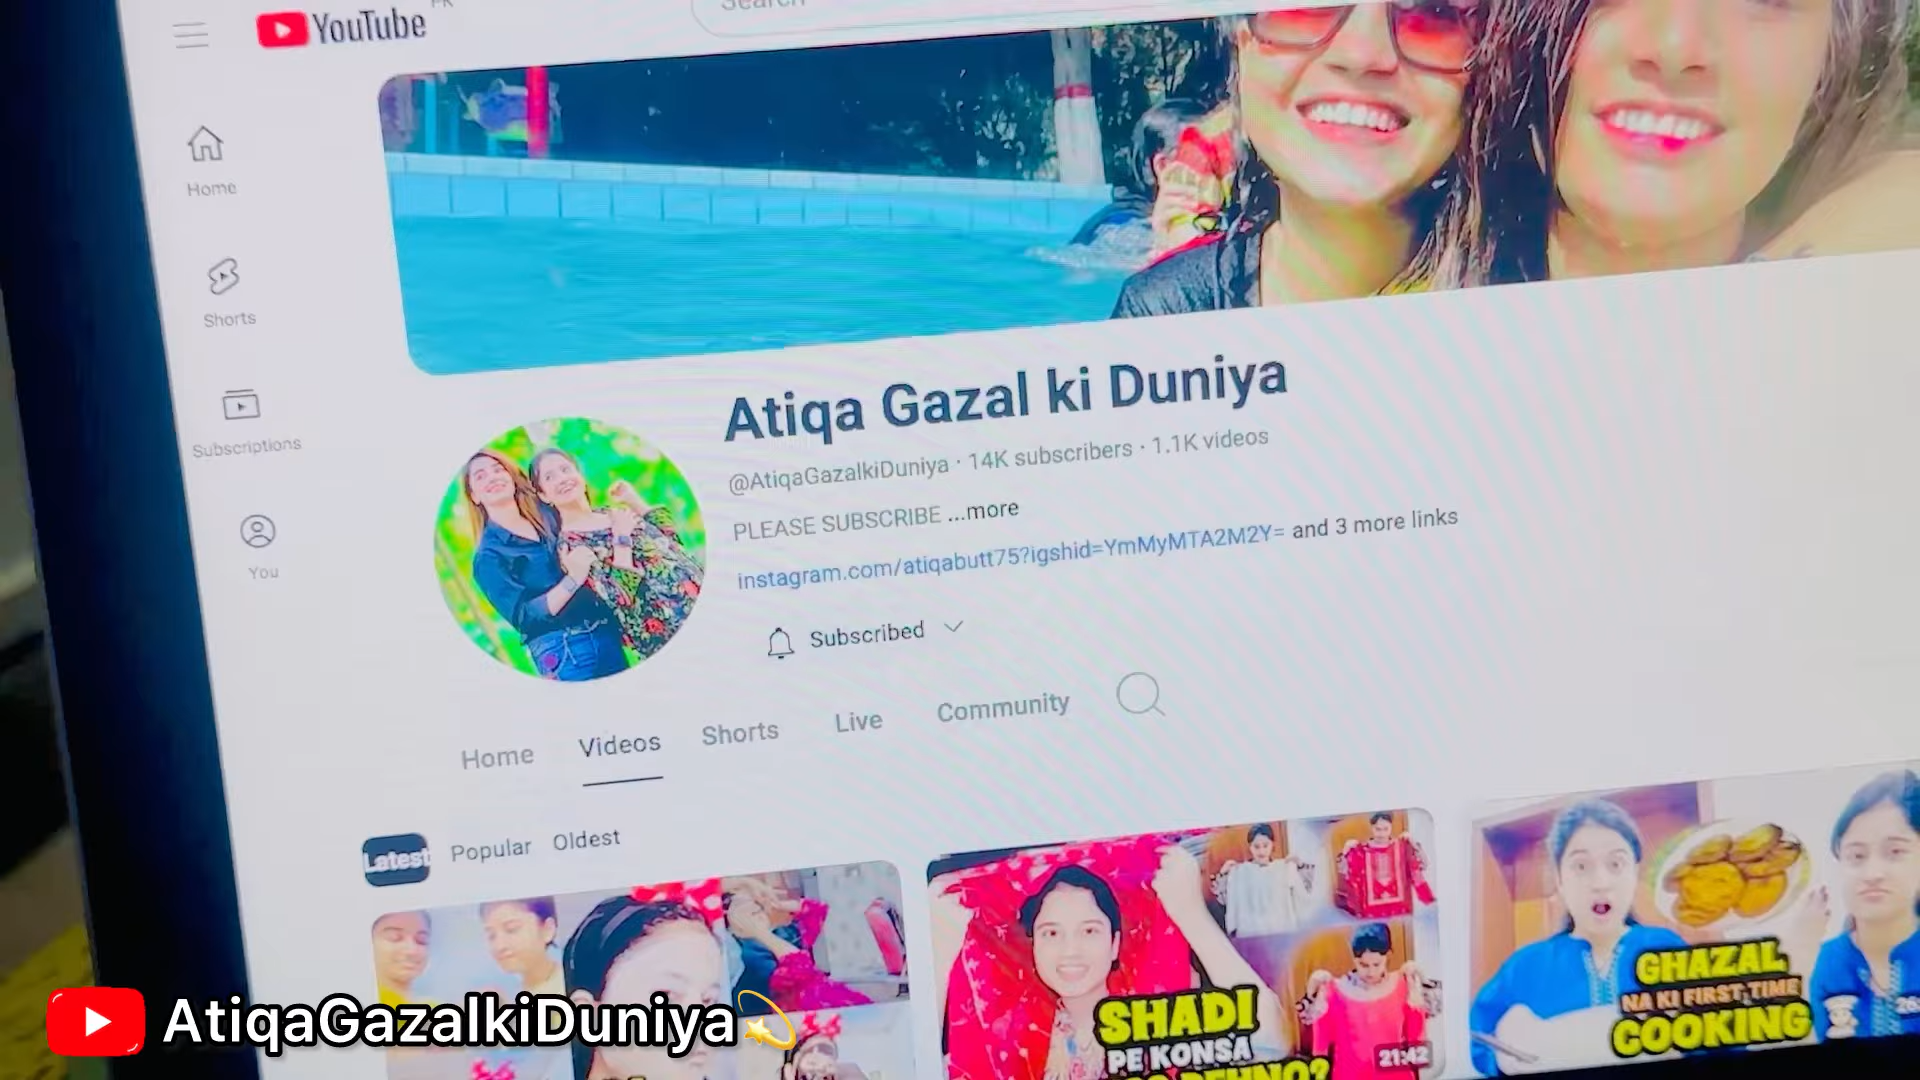 YouTube PK
Search
Home
Shorts
Subscriptions
You
Atiqa Gazal ki Duniya
@AtiqaGazalkiDuniya · 14K subscribers · 1.1K videos
PLEASE SUBSCRIBE ...more
instagram.com/atiqabutt75?igshid=YmMyMTA2M2Y= and 3 more links
Subscribed
Home Videos Shorts Live Community
Latest Popular Oldest
SHADI
PE KONSA
21:42
GHAZAL
NA KI FIRST TIME
COOKING
AtiqaGazalkiDuniya